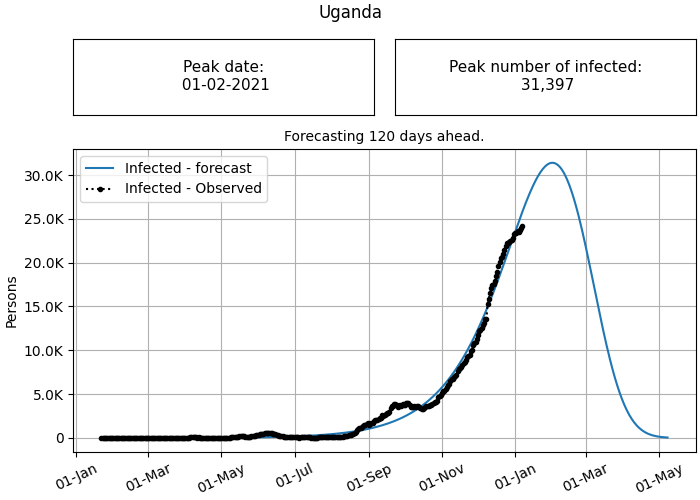 Uganda
Peak date:
01-02-2021
Peak number of infected:
31,397
Forecasting 120 days ahead.
Infected - forecast
Infected - Observed
30.0K
25.0K
20.0K
15.0K
10.0K
5.0K
0
Persons
01-Jan
01-Mar
01-May
01-Jul
01-Sep
01-Nov
01-Jan
01-Mar
01-May